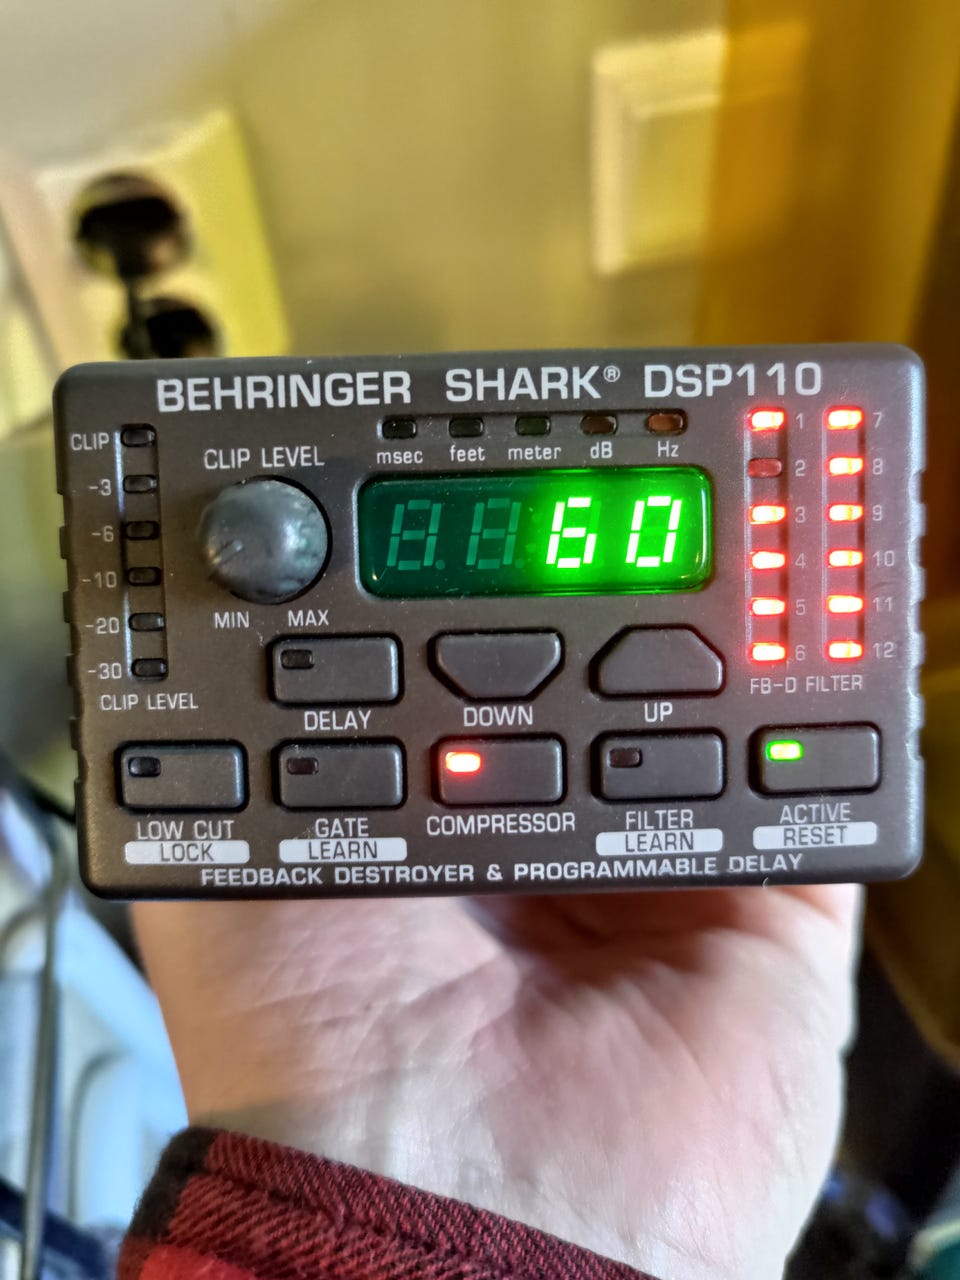 BEHRINGER SHARK® DSP110
CLIP
-3
-6
-10
-20
-30
CLIP LEVEL
CLIP LEVEL
MIN MAX
msec feet meter dB Hz
60
1 7
2 8
3 9
4 10
5 11
6 12
FB-D FILTER
DELAY
DOWN
UP
LOW CUT
LOCK
GATE
LEARN
COMPRESSOR
FILTER
LEARN
ACTIVE
RESET
FEEDBACK DESTROYER & PROGRAMMABLE DELAY